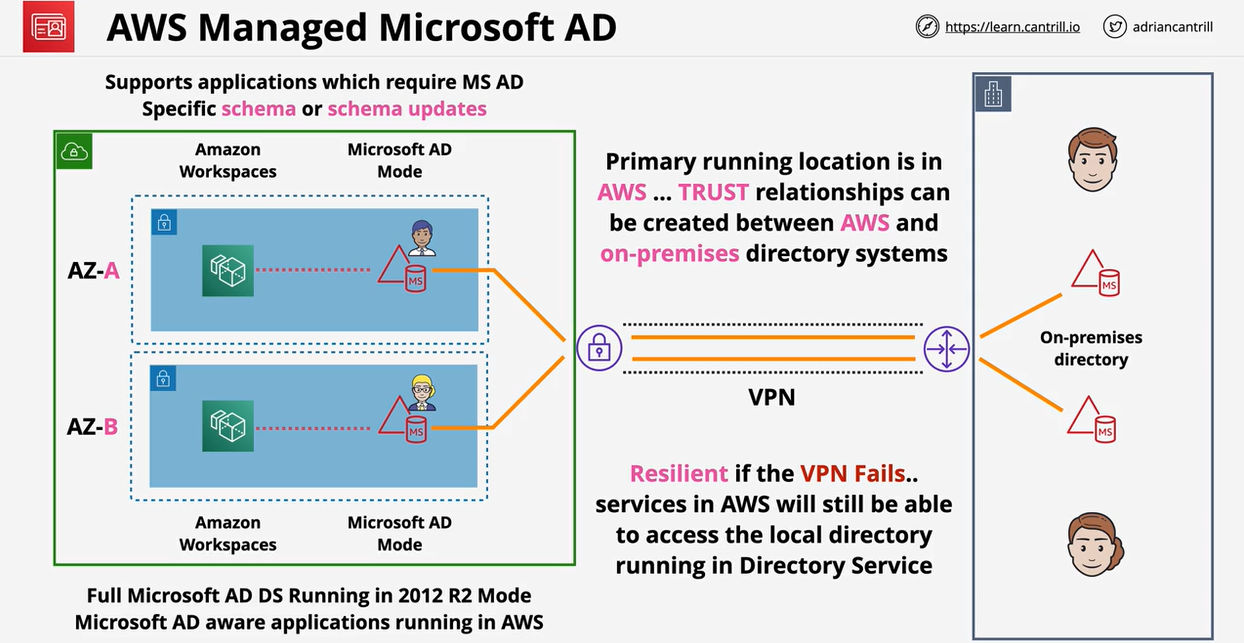 AWS Managed Microsoft AD
https://learn.cantrill.io
adriancantrill
Supports applications which require MS AD
Specific schema or schema updates
Amazon
Workspaces
Microsoft AD
Mode
AZ-A
MS
AZ-B
MS
Amazon
Workspaces
Microsoft AD
Mode
Full Microsoft AD DS Running in 2012 R2 Mode
Microsoft AD aware applications running in AWS
Primary running location is in
AWS ... TRUST relationships can
be created between AWS and
on-premises directory systems
VPN
Resilient if the VPN Fails..
services in AWS will still be able
to access the local directory
running in Directory Service
MS
On-premises
directory
MS